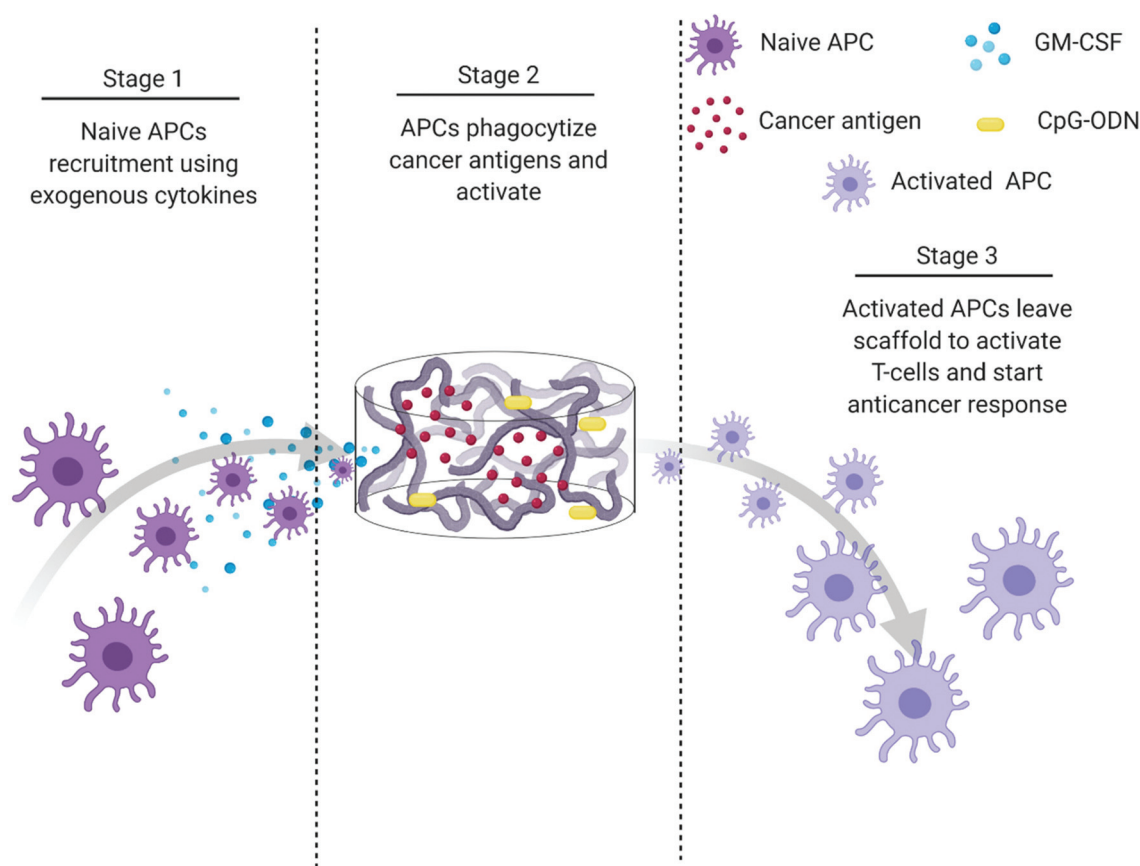 Stage 1
Naive APCs
recruitment using
exogenous cytokines
Stage 2
APCs phagocytize
cancer antigens and
activate
Naive APC
GM-CSF
Cancer antigen
CpG-ODN
Activated APC
Stage 3
Activated APCs leave
scaffold to activate
T-cells and start
anticancer response